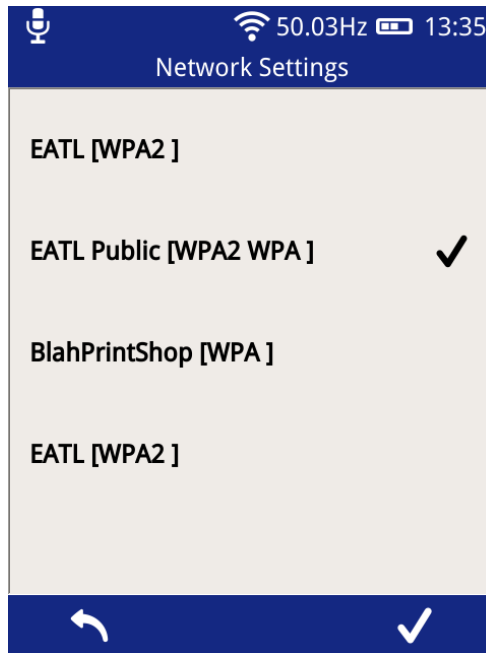 50.03Hz 13:35
Network Settings
EATL [WPA2 ]
EATL Public [WPA2 WPA ]
BlahPrintShop [WPA ]
EATL [WPA2 ]